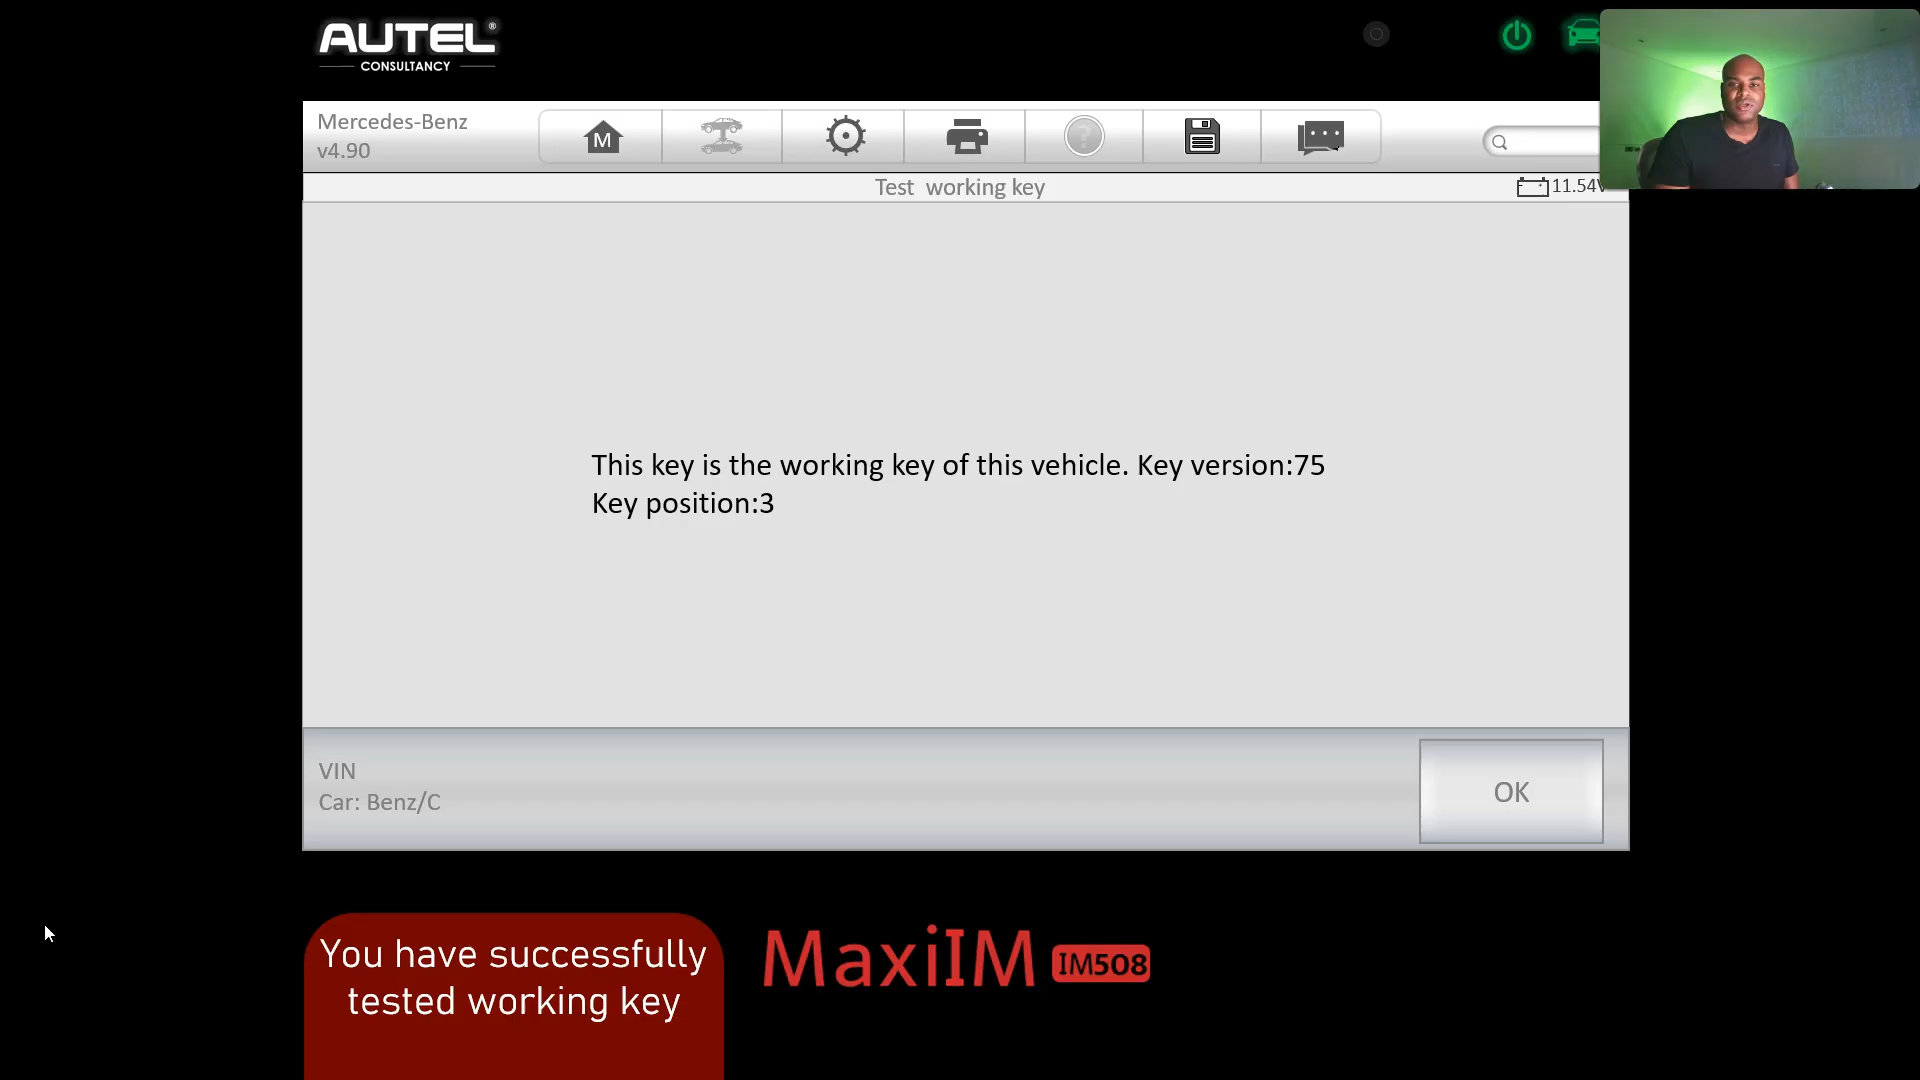 AUTEL®
CONSULTANCY
Mercedes-Benz
v4.90
M
?
Test working key
11.54V
This key is the working key of this vehicle. Key version:75
Key position:3
VIN
Car: Benz/C
OK
You have successfully
tested working key
MaxiIM IM508